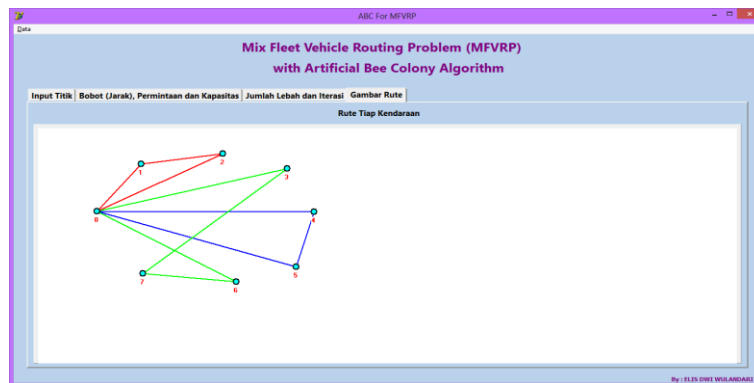 ABC For MFVRP
Data
Mix Fleet Vehicle Routing Problem (MFVRP)
with Artificial Bee Colony Algorithm
Input Titik Bobot (Jarak), Permintaan dan Kapasitas Jumlah Lebah dan Iterasi Gambar Rute
Rute Tiap Kendaraan
2
1
3
0
4
5
7
6
By : ELIS DWI WULANDARI